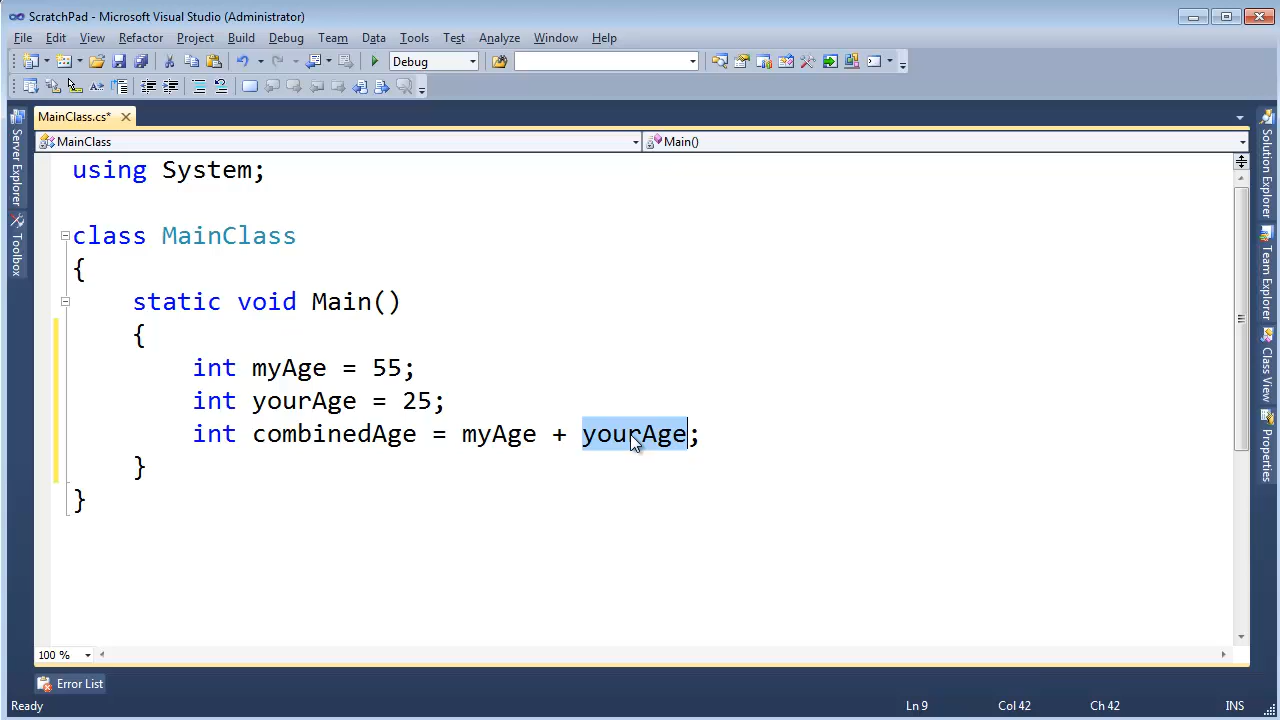 ScratchPad - Microsoft Visual Studio (Administrator)
File Edit View Refactor Project Build Debug Team Data Tools Test Analyze Window Help
Debug
MainClass.cs*
MainClass Main()
using System;
class MainClass
{
static void Main()
{
int myAge = 55;
int yourAge = 25;
int combinedAge = myAge + yourAge;
}
}
Server Explorer
Toolbox
Solution Explorer
Team Explorer
Class View
Properties
100 %
Error List
Ready Ln 9 Col 42 Ch 42 INS